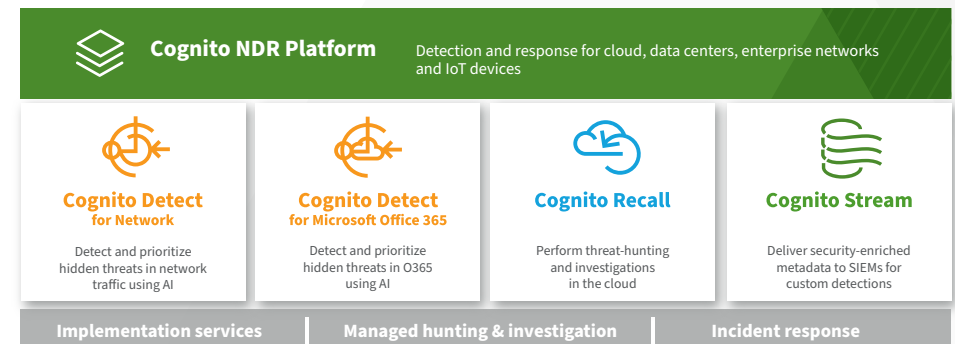 Cognito NDR Platform
Detection and response for cloud, data centers, enterprise networks
and IoT devices
Cognito Detect
for Network
Detect and prioritize
hidden threats in network
traffic using AI
Cognito Detect
for Microsoft Office 365
Detect and prioritize
hidden threats in O365
using AI
Cognito Recall
Perform threat-hunting
and investigations
in the cloud
Cognito Stream
Deliver security-enriched
metadata to SIEMs for
custom detections
Implementation services
Managed hunting & investigation
Incident response